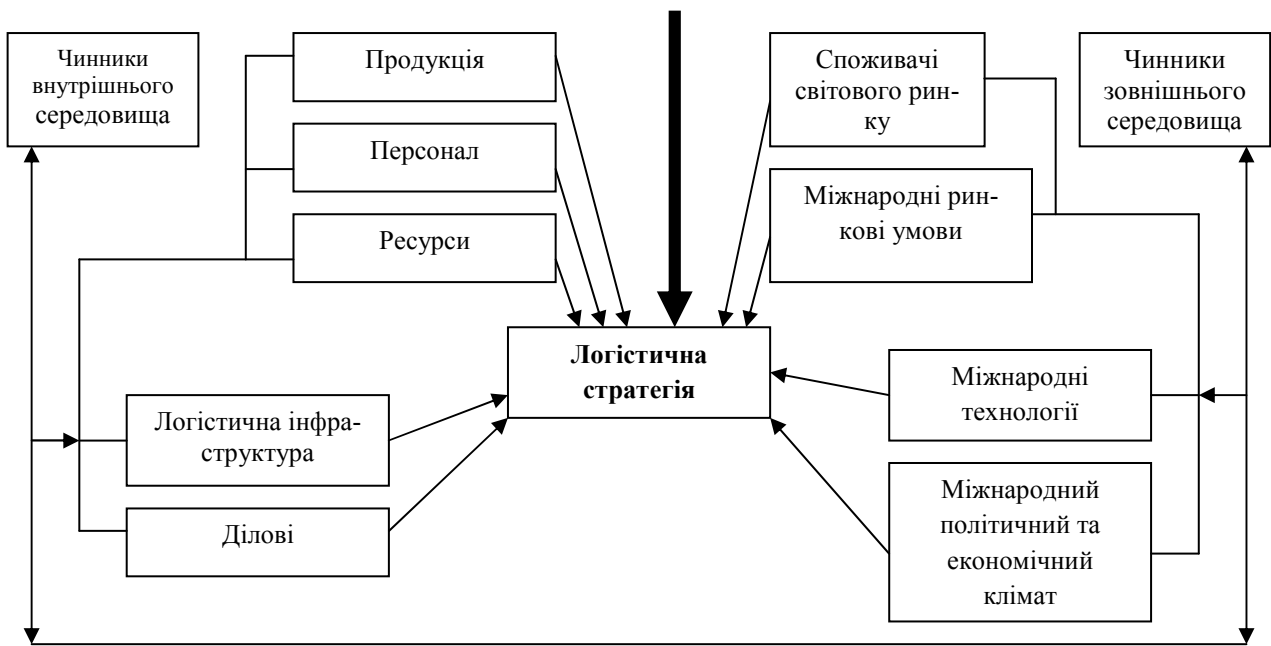 Чинники
внутрішнього
середовища
Продукція
Персонал
Ресурси
Споживачі
світового рин-
ку
Міжнародні рин-
кові умови
Чинники
зовнішнього
середовища
Логістична
стратегія
Логістична інфра-
структура
Ділові
Міжнародні
технології
Міжнародний
політичний та
економічний
клімат